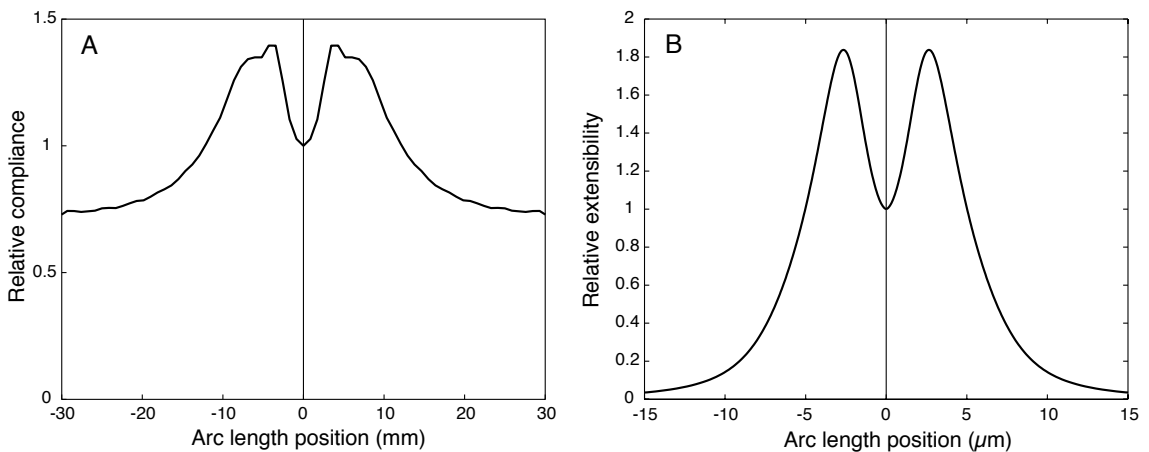 A
Relative compliance
1.5
1
0.5
0
-30 -20 -10 0 10 20 30
Arc length position (mm)
B
Relative extensibility
2
1.8
1.6
1.4
1.2
1
0.8
0.6
0.4
0.2
0
-15 -10 -5 0 5 10 15
Arc length position (μm)